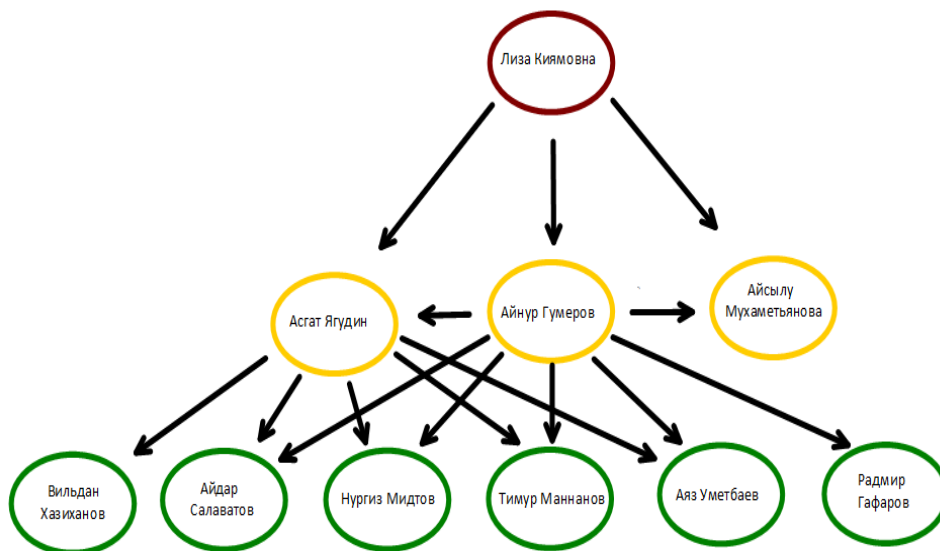 Лиза Киямовна
Асгат Ягудин
Айнур Гумеров
Айсылу
Мухаметьянова
Вильдан
Хазиханов
Айдар
Салаватов
Нургиз Мидтов
Тимур Маннанов
Аяз Уметбаев
Радмир
Гафаров